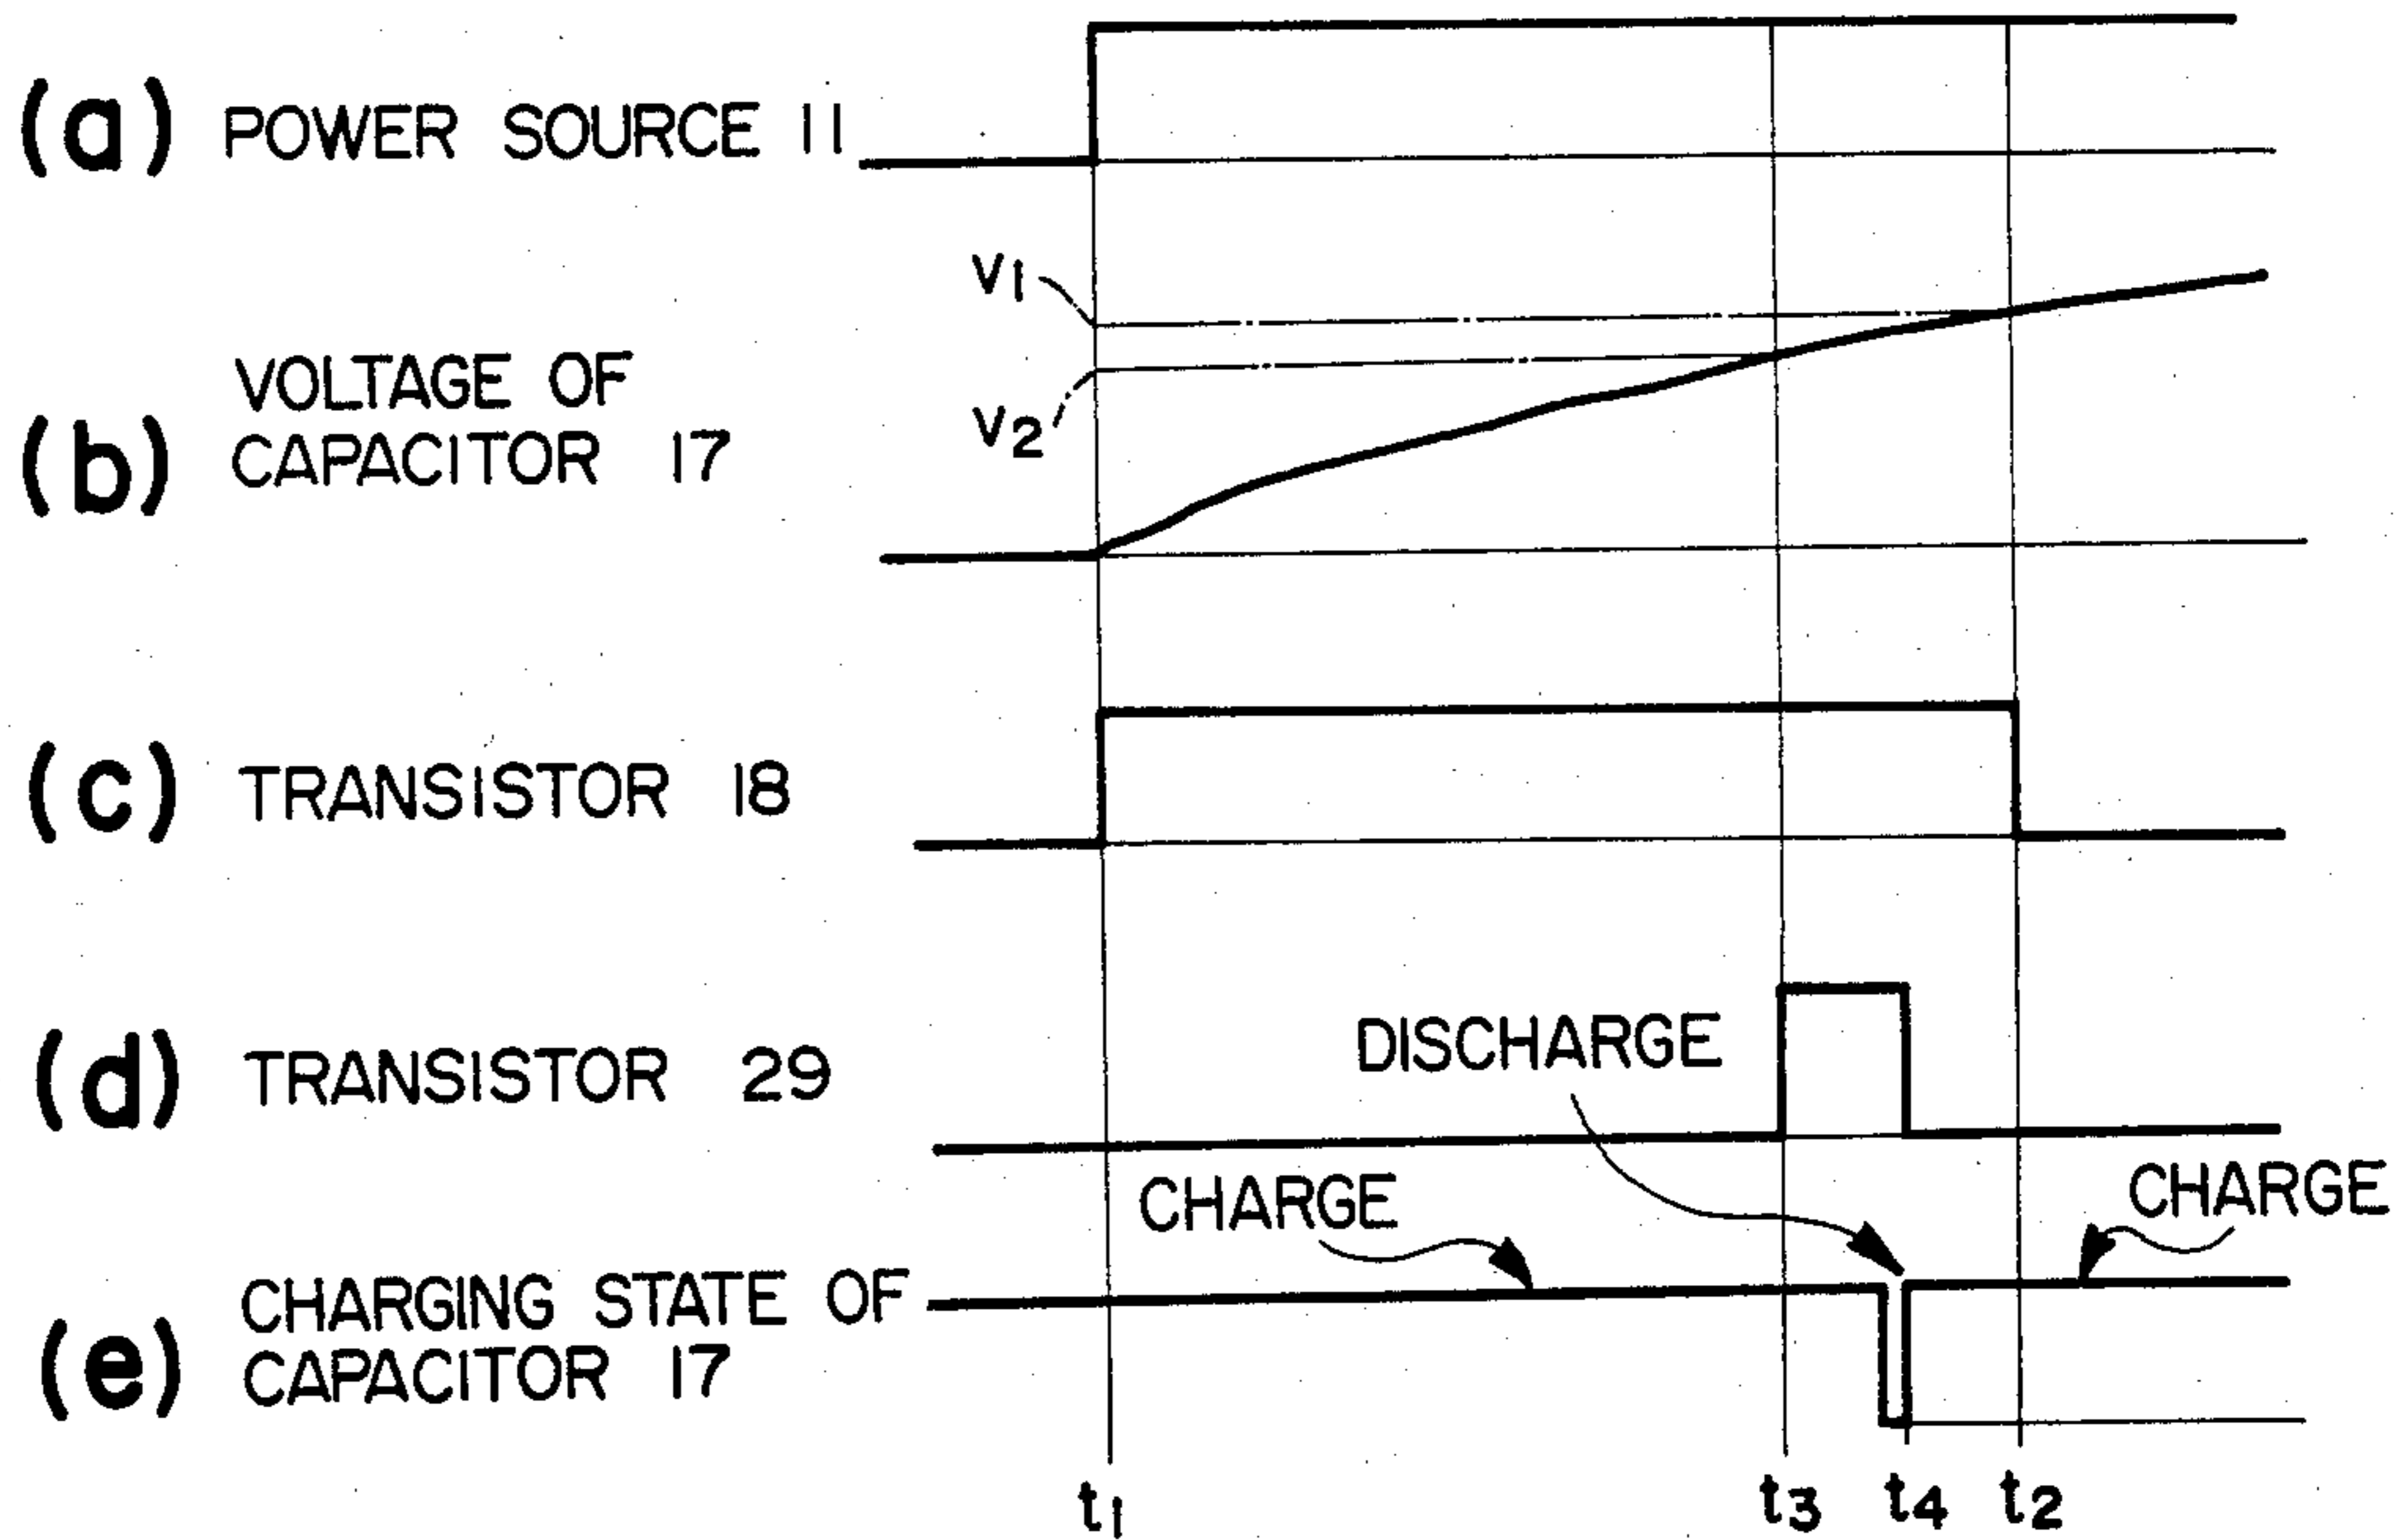 (a) POWER SOURCE 11
V1
V2
(b) VOLTAGE OF
CAPACITOR 17
(c) TRANSISTOR 18
(d) TRANSISTOR 29
DISCHARGE
CHARGE
CHARGE
(e) CHARGING STATE OF
CAPACITOR 17
t1 t3 t4 t2